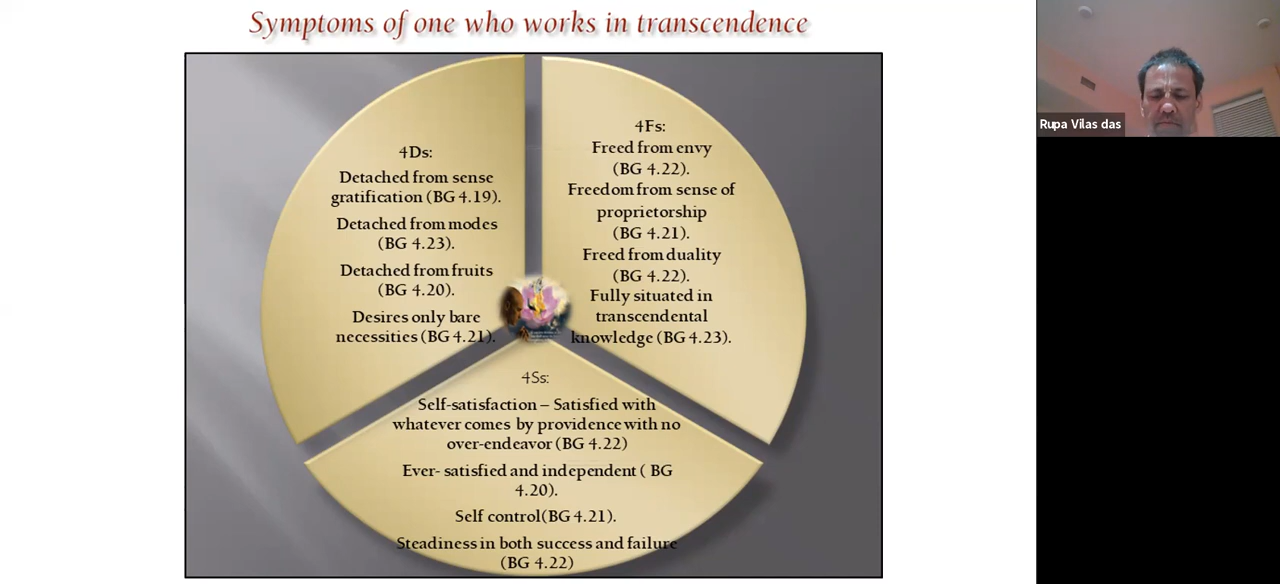 Symptoms of one who works in transcendence
4Ds:
Detached from sense
gratification (BG 4.19).
Detached from modes
(BG 4.23).
Detached from fruits
(BG 4.20).
Desires only bare
necessities (BG 4.21).
4Fs:
Freed from envy
(BG 4.22).
Freedom from sense of
proprietorship
(BG 4.21).
Freed from duality
(BG 4.22).
Fully situated in
transcendental
knowledge (BG 4.23).
4Ss:
Self-satisfaction – Satisfied with
whatever comes by providence with no
over-endeavor (BG 4.22)
Ever- satisfied and independent ( BG
4.20).
Self control(BG 4.21).
Steadiness in both success and failure
(BG 4.22)
Rupa Vilas das